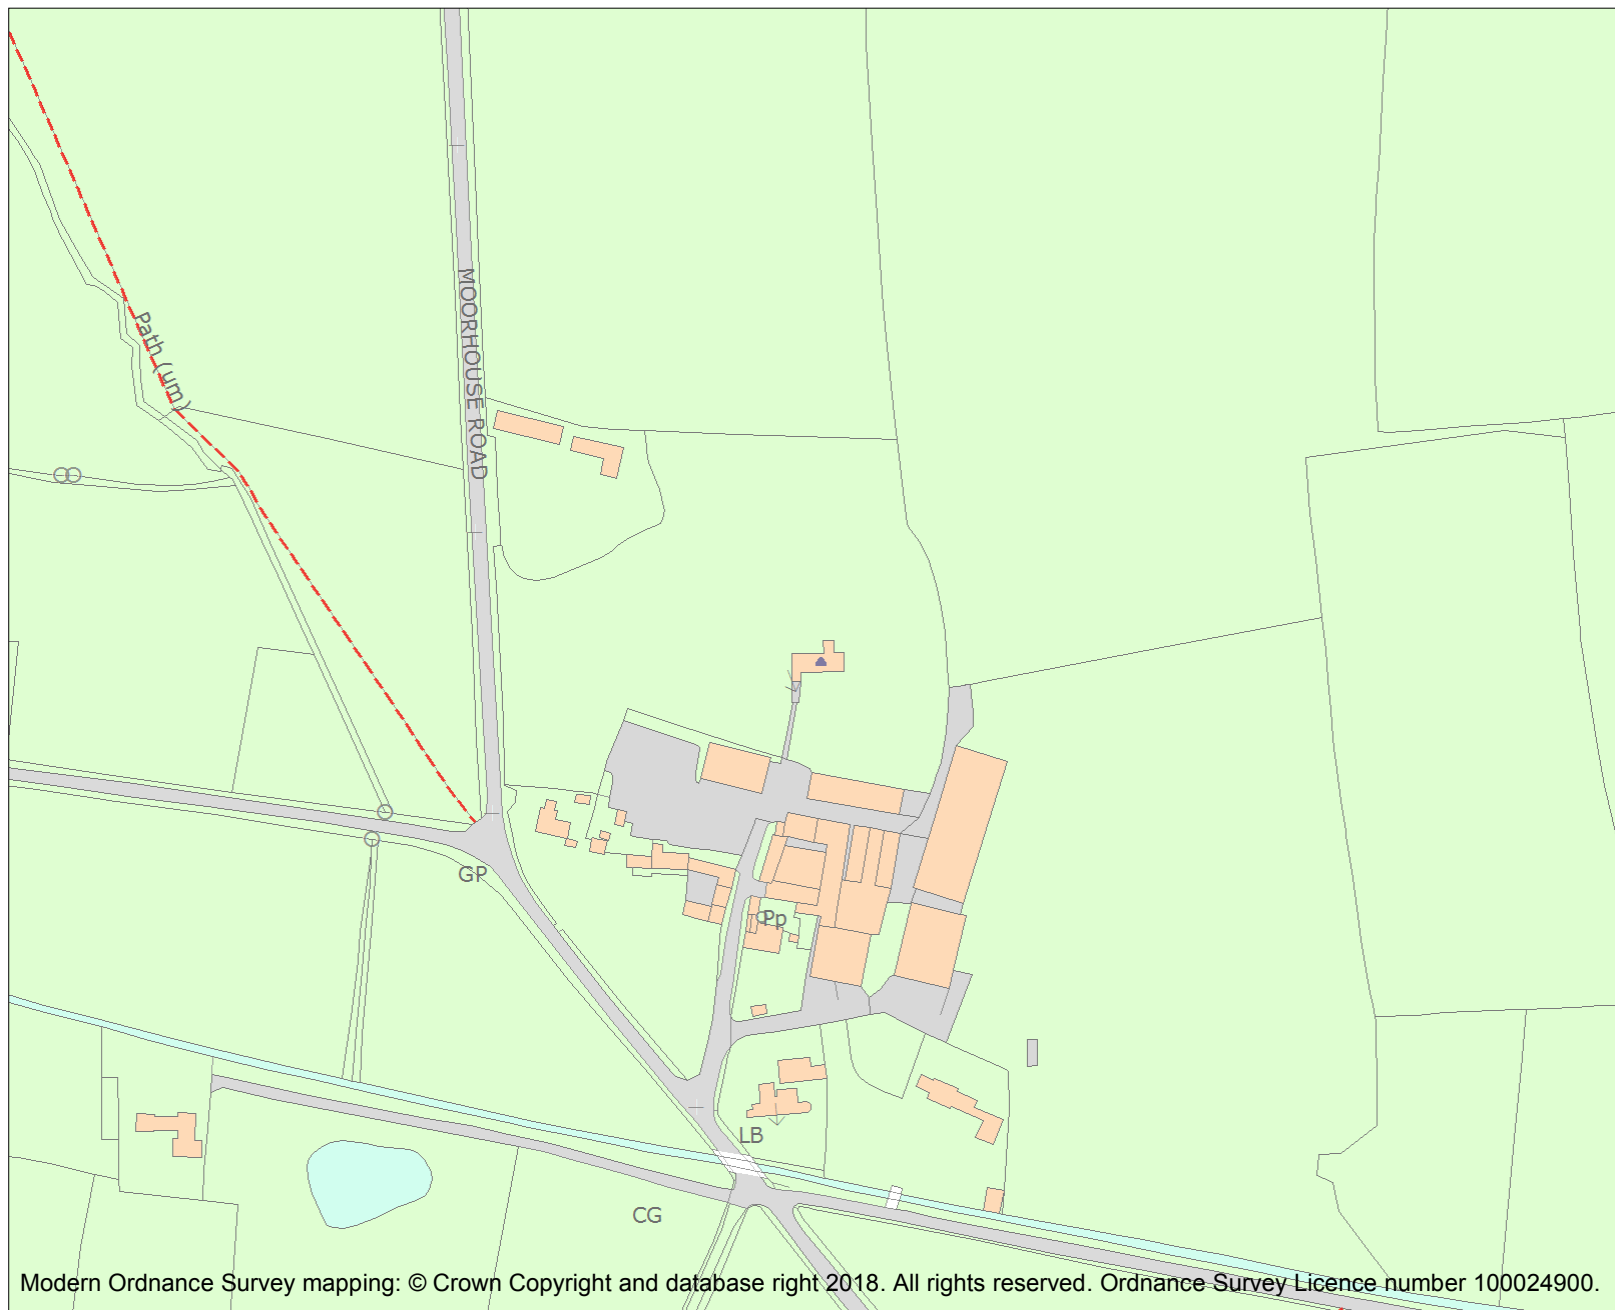 MOORHOUSE ROAD
Path (um)
GP
Pp
LB
CG
Modern Ordnance Survey mapping: © Crown Copyright and database right 2018. All rights reserved. Ordnance Survey Licence number 100024900.